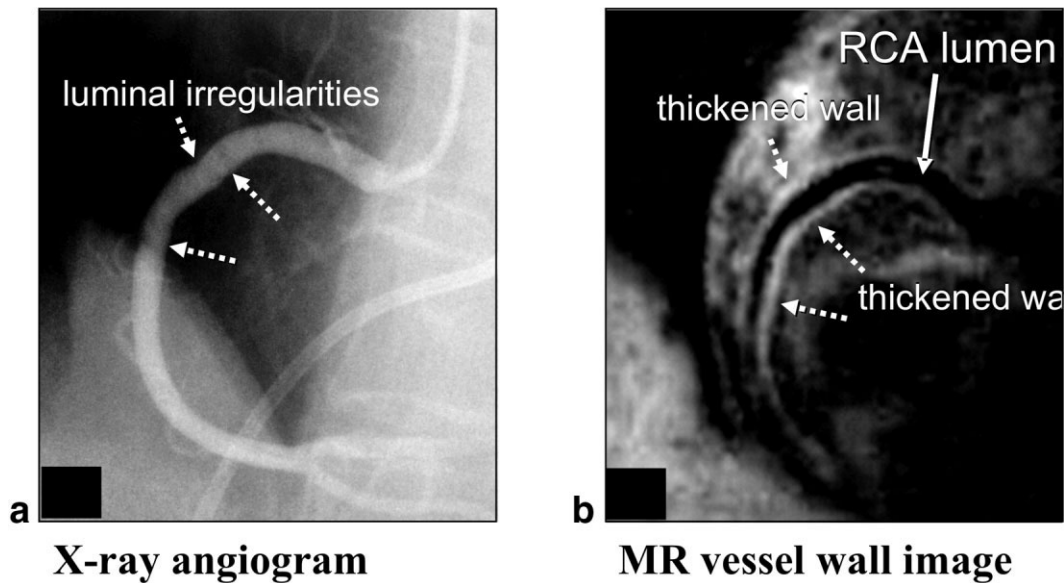 luminal irregularities
RCA lumen
thickened wall
thickened wa
a
b
X-ray angiogram
MR vessel wall image